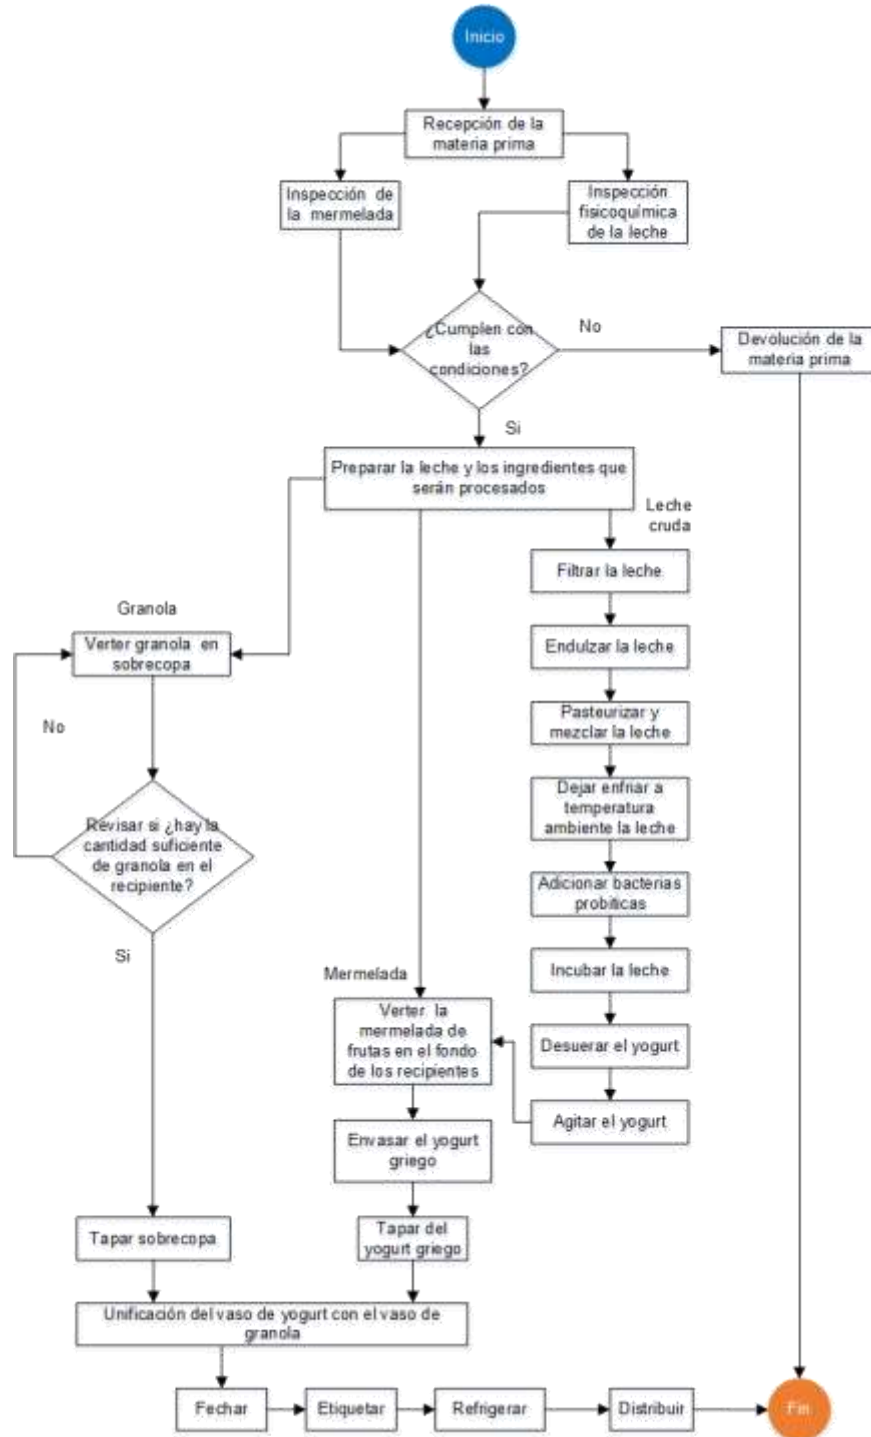 Inicio
Recepción de la
materia prima
Inspección de
la mermelada
Inspección
fisicoquímica
de la leche
¿Cumplen con
las
condiciones?
No
Devolución de la
materia prima
Si
Preparar la leche y los ingredientes que
serán procesados
Leche
cruda
Filtrar la leche
Granola
Verter granola en
sobrecopa
Endulzar la leche
No
Pasteurizar y
mezclar la leche
Dejar enfriar a
temperatura
ambiente la leche
Revisar si ¿hay la
cantidad suficiente
de granola en el
recipiente?
Adicionar bacterias
probiticas
Si
Incubar la leche
Mermelada
Verter la
mermelada de
frutas en el fondo
de los recipientes
Desuerar el yogurt
Agitar el yogurt
Envasar el yogurt
griego
Tapar sobrecopa
Tapar del
yogurt griego
Unificación del vaso de yogurt con el vaso de
granola
Fechar
Etiquetar
Refrigerar
Distribuir
Fin